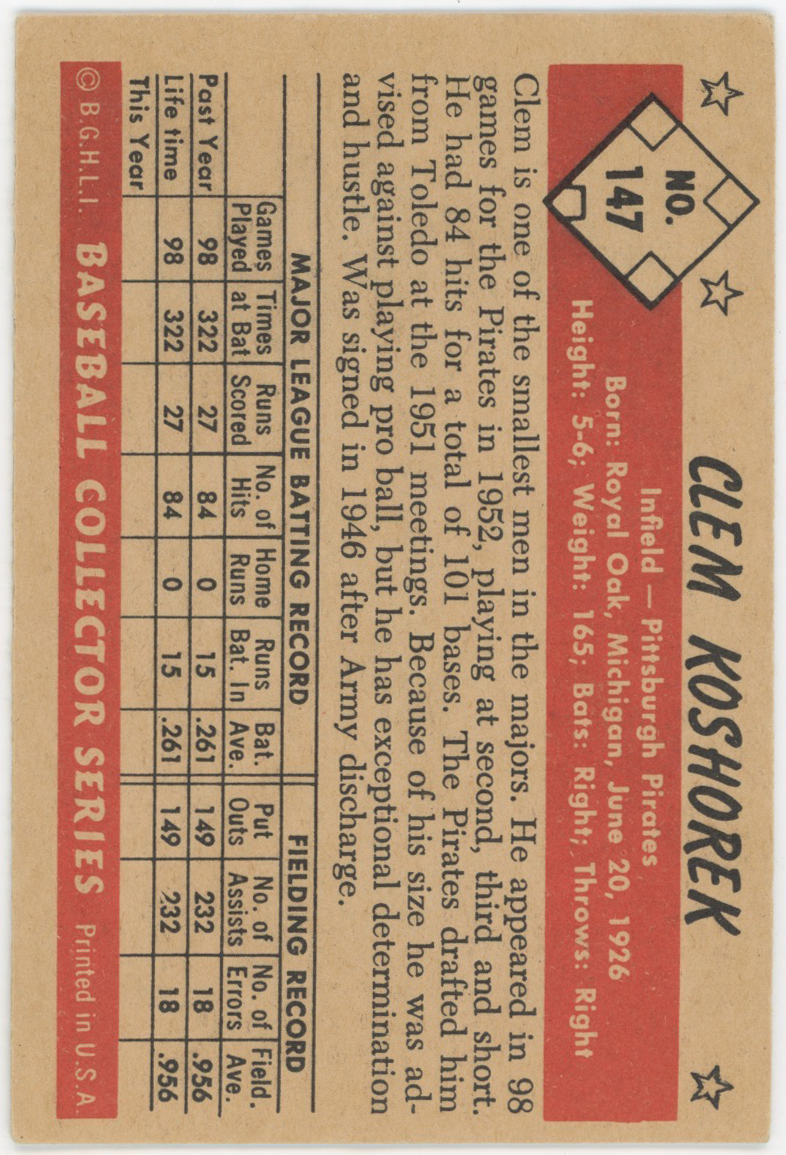 CLEM KOSHOREK
NO.
147
Infield — Pittsburgh Pirates
Born: Royal Oak, Michigan, June 20, 1926
Height: 5-6; Weight: 165; Bats: Right; Throws: Right
Clem is one of the smallest men in the majors. He appeared in 98
games for the Pirates in 1952, playing at second, third and short.
He had 84 hits for a total of 101 bases. The Pirates drafted him
from Toledo at the 1951 meetings. Because of his size he was ad-
vised against playing pro ball, but he has exceptional determination
and hustle. Was signed in 1946 after Army discharge.
MAJOR LEAGUE BATTING RECORD FIELDING RECORD
Games Times Runs No. of Home Runs Bat. Put No. of No. of Field.
Played at Bat Scored Hits Runs Bat. In Ave. Outs Assists Errors Ave.
Past Year 98 322 27 84 0 15 .261 149 232 18 .956
Life time 98 322 27 84 0 15 .261 149 232 18 .956
This Year
© B.G.H.L.I. BASEBALL COLLECTOR SERIES Printed in U.S.A.